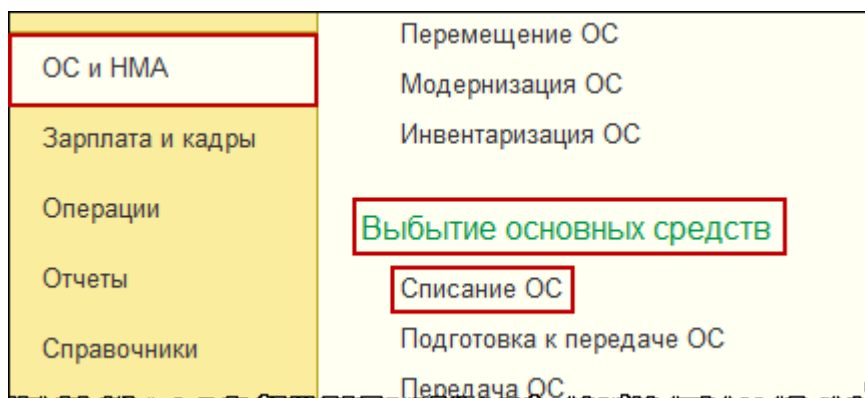 ОС и НМА
Зарплата и кадры
Операции
Отчеты
Справочники
Перемещение ОС
Модернизация ОС
Инвентаризация ОС
Выбытие основных средств
Списание ОС
Подготовка к передаче ОС
Передача ОС